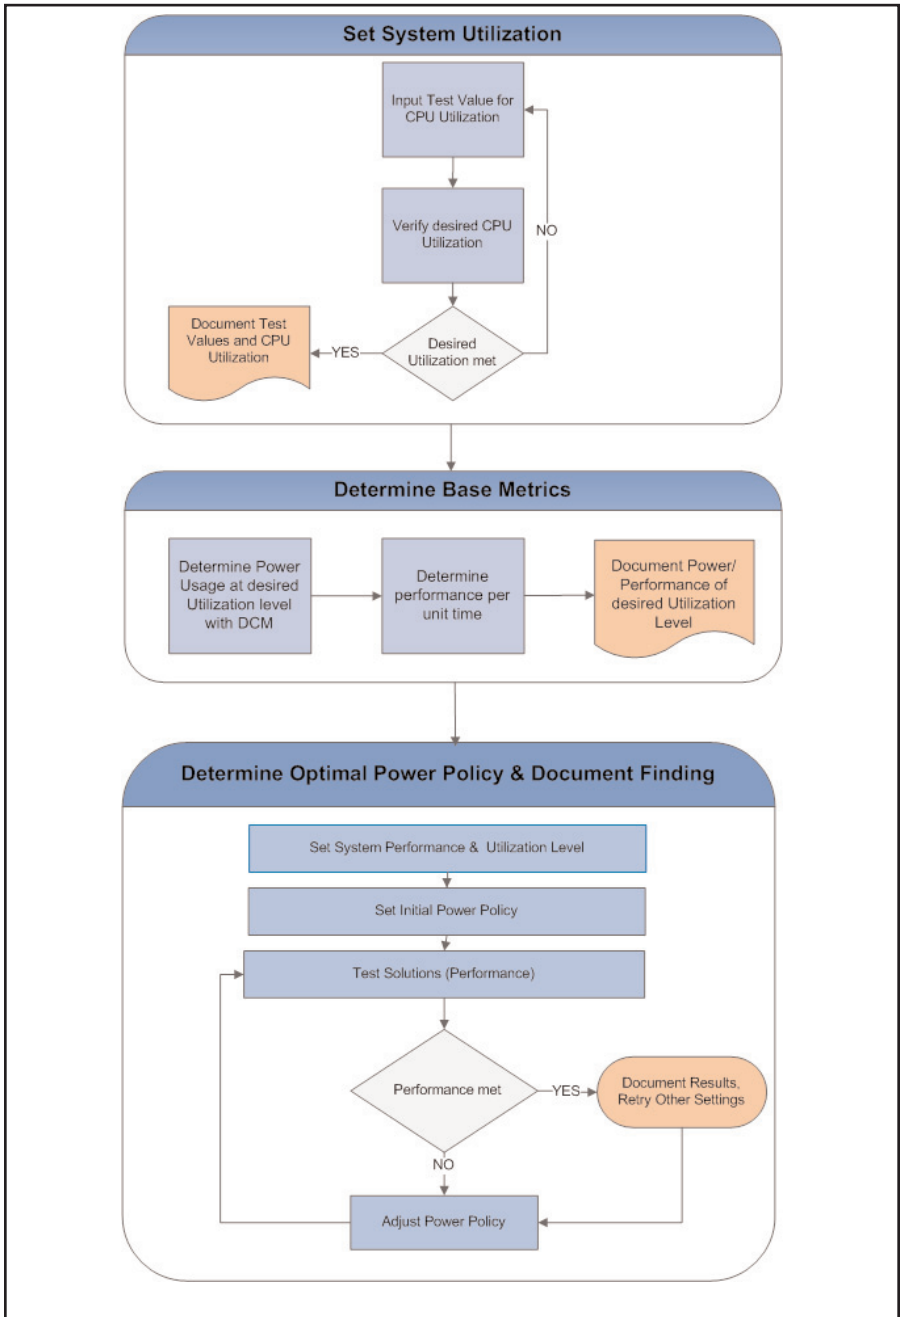 Set System Utilization
Input Test Value for
CPU Utilization
Verify desired CPU
Utilization
NO
Desired
Utilization met
YES
Document Test
Values and CPU
Utilization
Determine Base Metrics
Determine Power
Usage at desired
Utilization level
with DCM
Determine
performance per
unit time
Document Power/
Performance of
desired Utilization
Level
Determine Optimal Power Policy & Document Finding
Set System Performance & Utilization Level
Set Initial Power Policy
Test Solutions (Performance)
Performance met
YES
Document Results,
Retry Other Settings
NO
Adjust Power Policy